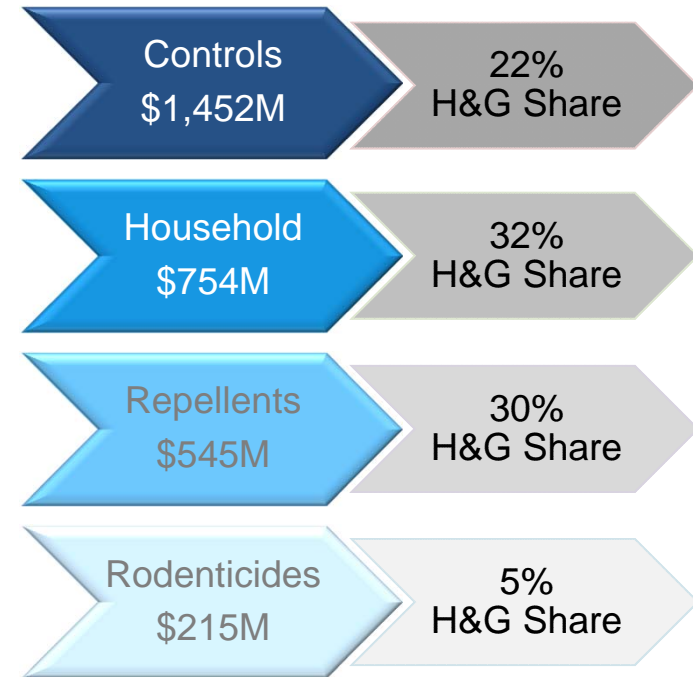 Controls
$1,452M
22%
H&G Share
Household
$754M
32%
H&G Share
Repellents
$545M
30%
H&G Share
Rodenticides
$215M
5%
H&G Share